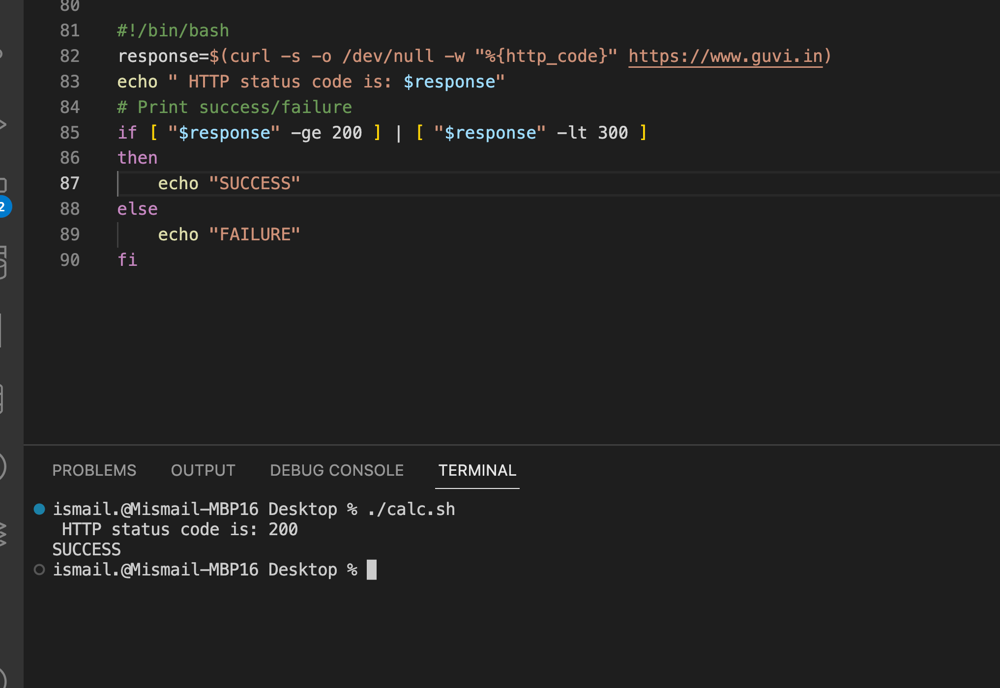 80
81 #!/bin/bash
82 response=$(curl -s -o /dev/null -w "%{http_code}" https://www.guvi.in)
83 echo " HTTP status code is: $response"
84 # Print success/failure
85 if [ "$response" -ge 200 ] | [ "$response" -lt 300 ]
86 then
87     echo "SUCCESS"
88 else
89     echo "FAILURE"
90 fi
2
PROBLEMS OUTPUT DEBUG CONSOLE TERMINAL
ismail.@Mismail-MBP16 Desktop % ./calc.sh
 HTTP status code is: 200
SUCCESS
ismail.@Mismail-MBP16 Desktop %